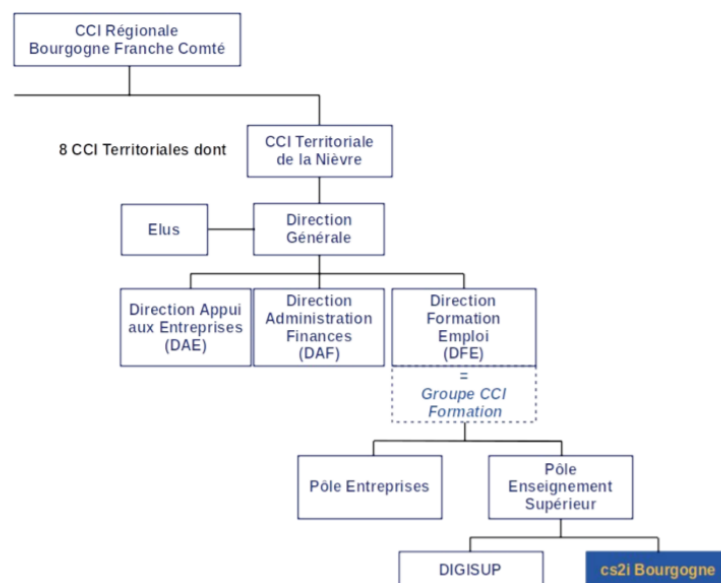 CCI Régionale
Bourgogne Franche Comté
8 CCI Territoriales dont
CCI Territoriale
de la Nièvre
Elus
Direction
Générale
Direction Appui
aux Entreprises
(DAE)
Direction
Administration
Finances
(DAF)
Direction
Formation
Emploi
(DFE)
=
Groupe CCI
Formation
Pôle Entreprises
Pôle
Enseignement
Supérieur
DIGISUP
cs2i Bourgogne